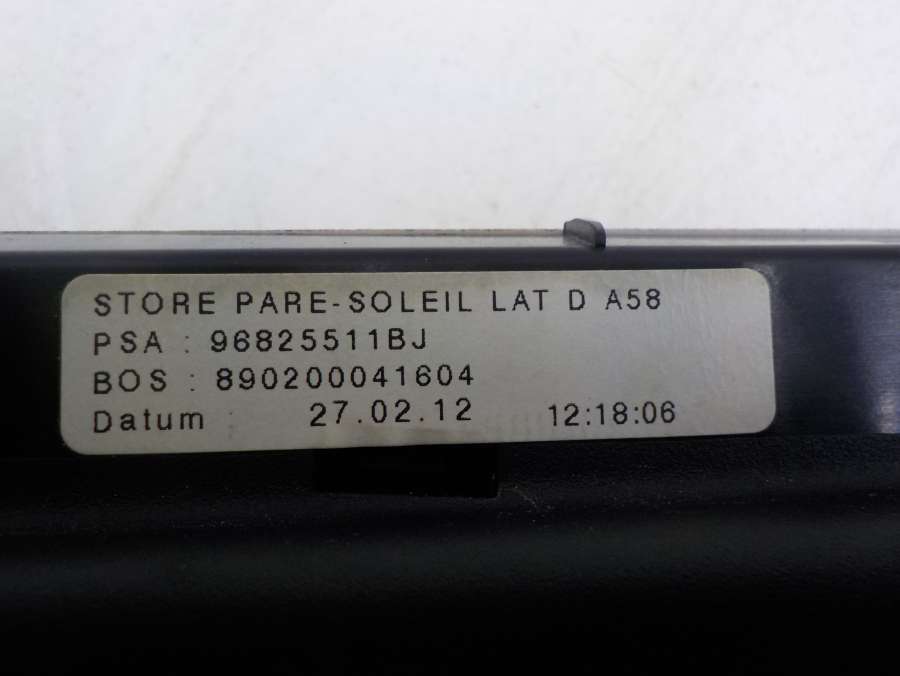 STORE PARE-SOLEIL LAT D A58
PSA : 96825511BJ
BOS : 890200041604
Datum : 27.02.12 12:18:06